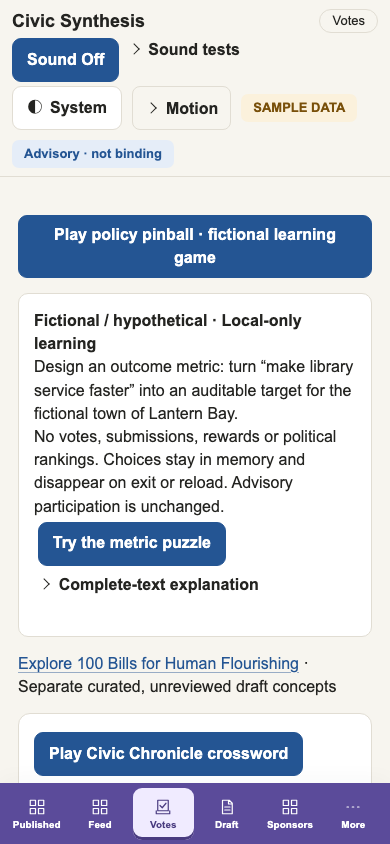 Civic Synthesis
Votes
Sound Off
Sound tests
System
Motion
SAMPLE DATA
Advisory · not binding
Play policy pinball · fictional learning
game
Fictional / hypothetical · Local-only
learning
Design an outcome metric: turn “make library
service faster” into an auditable target for the
fictional town of Lantern Bay.
No votes, submissions, rewards or political
rankings. Choices stay in memory and
disappear on exit or reload. Advisory
participation is unchanged.
Try the metric puzzle
Complete-text explanation
Explore 100 Bills for Human Flourishing ·
Separate curated, unreviewed draft concepts
Play Civic Chronicle crossword
Published
Feed
Votes
Draft
Sponsors
More